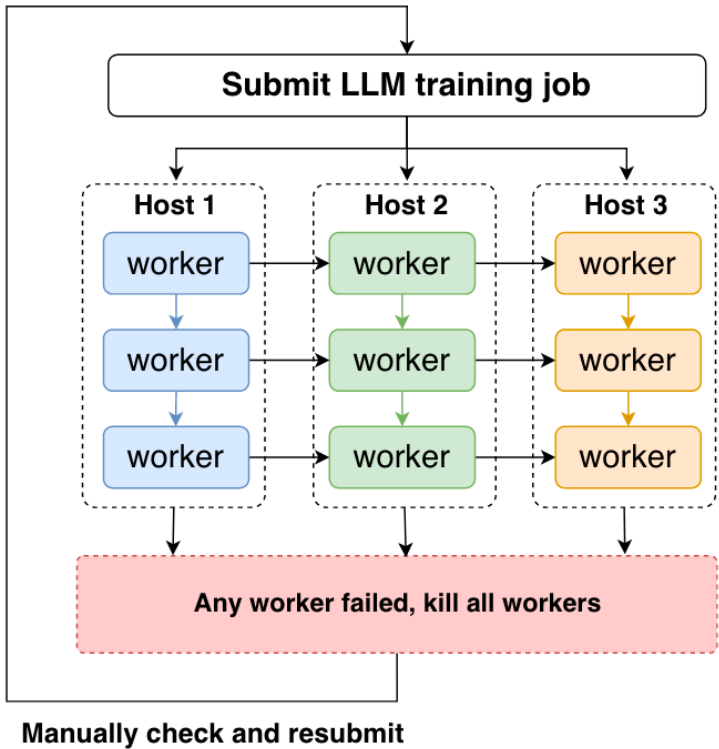 Submit LLM training job
Host 1 Host 2 Host 3
worker worker worker
worker worker worker
worker worker worker
Any worker failed, kill all workers
Manually check and resubmit